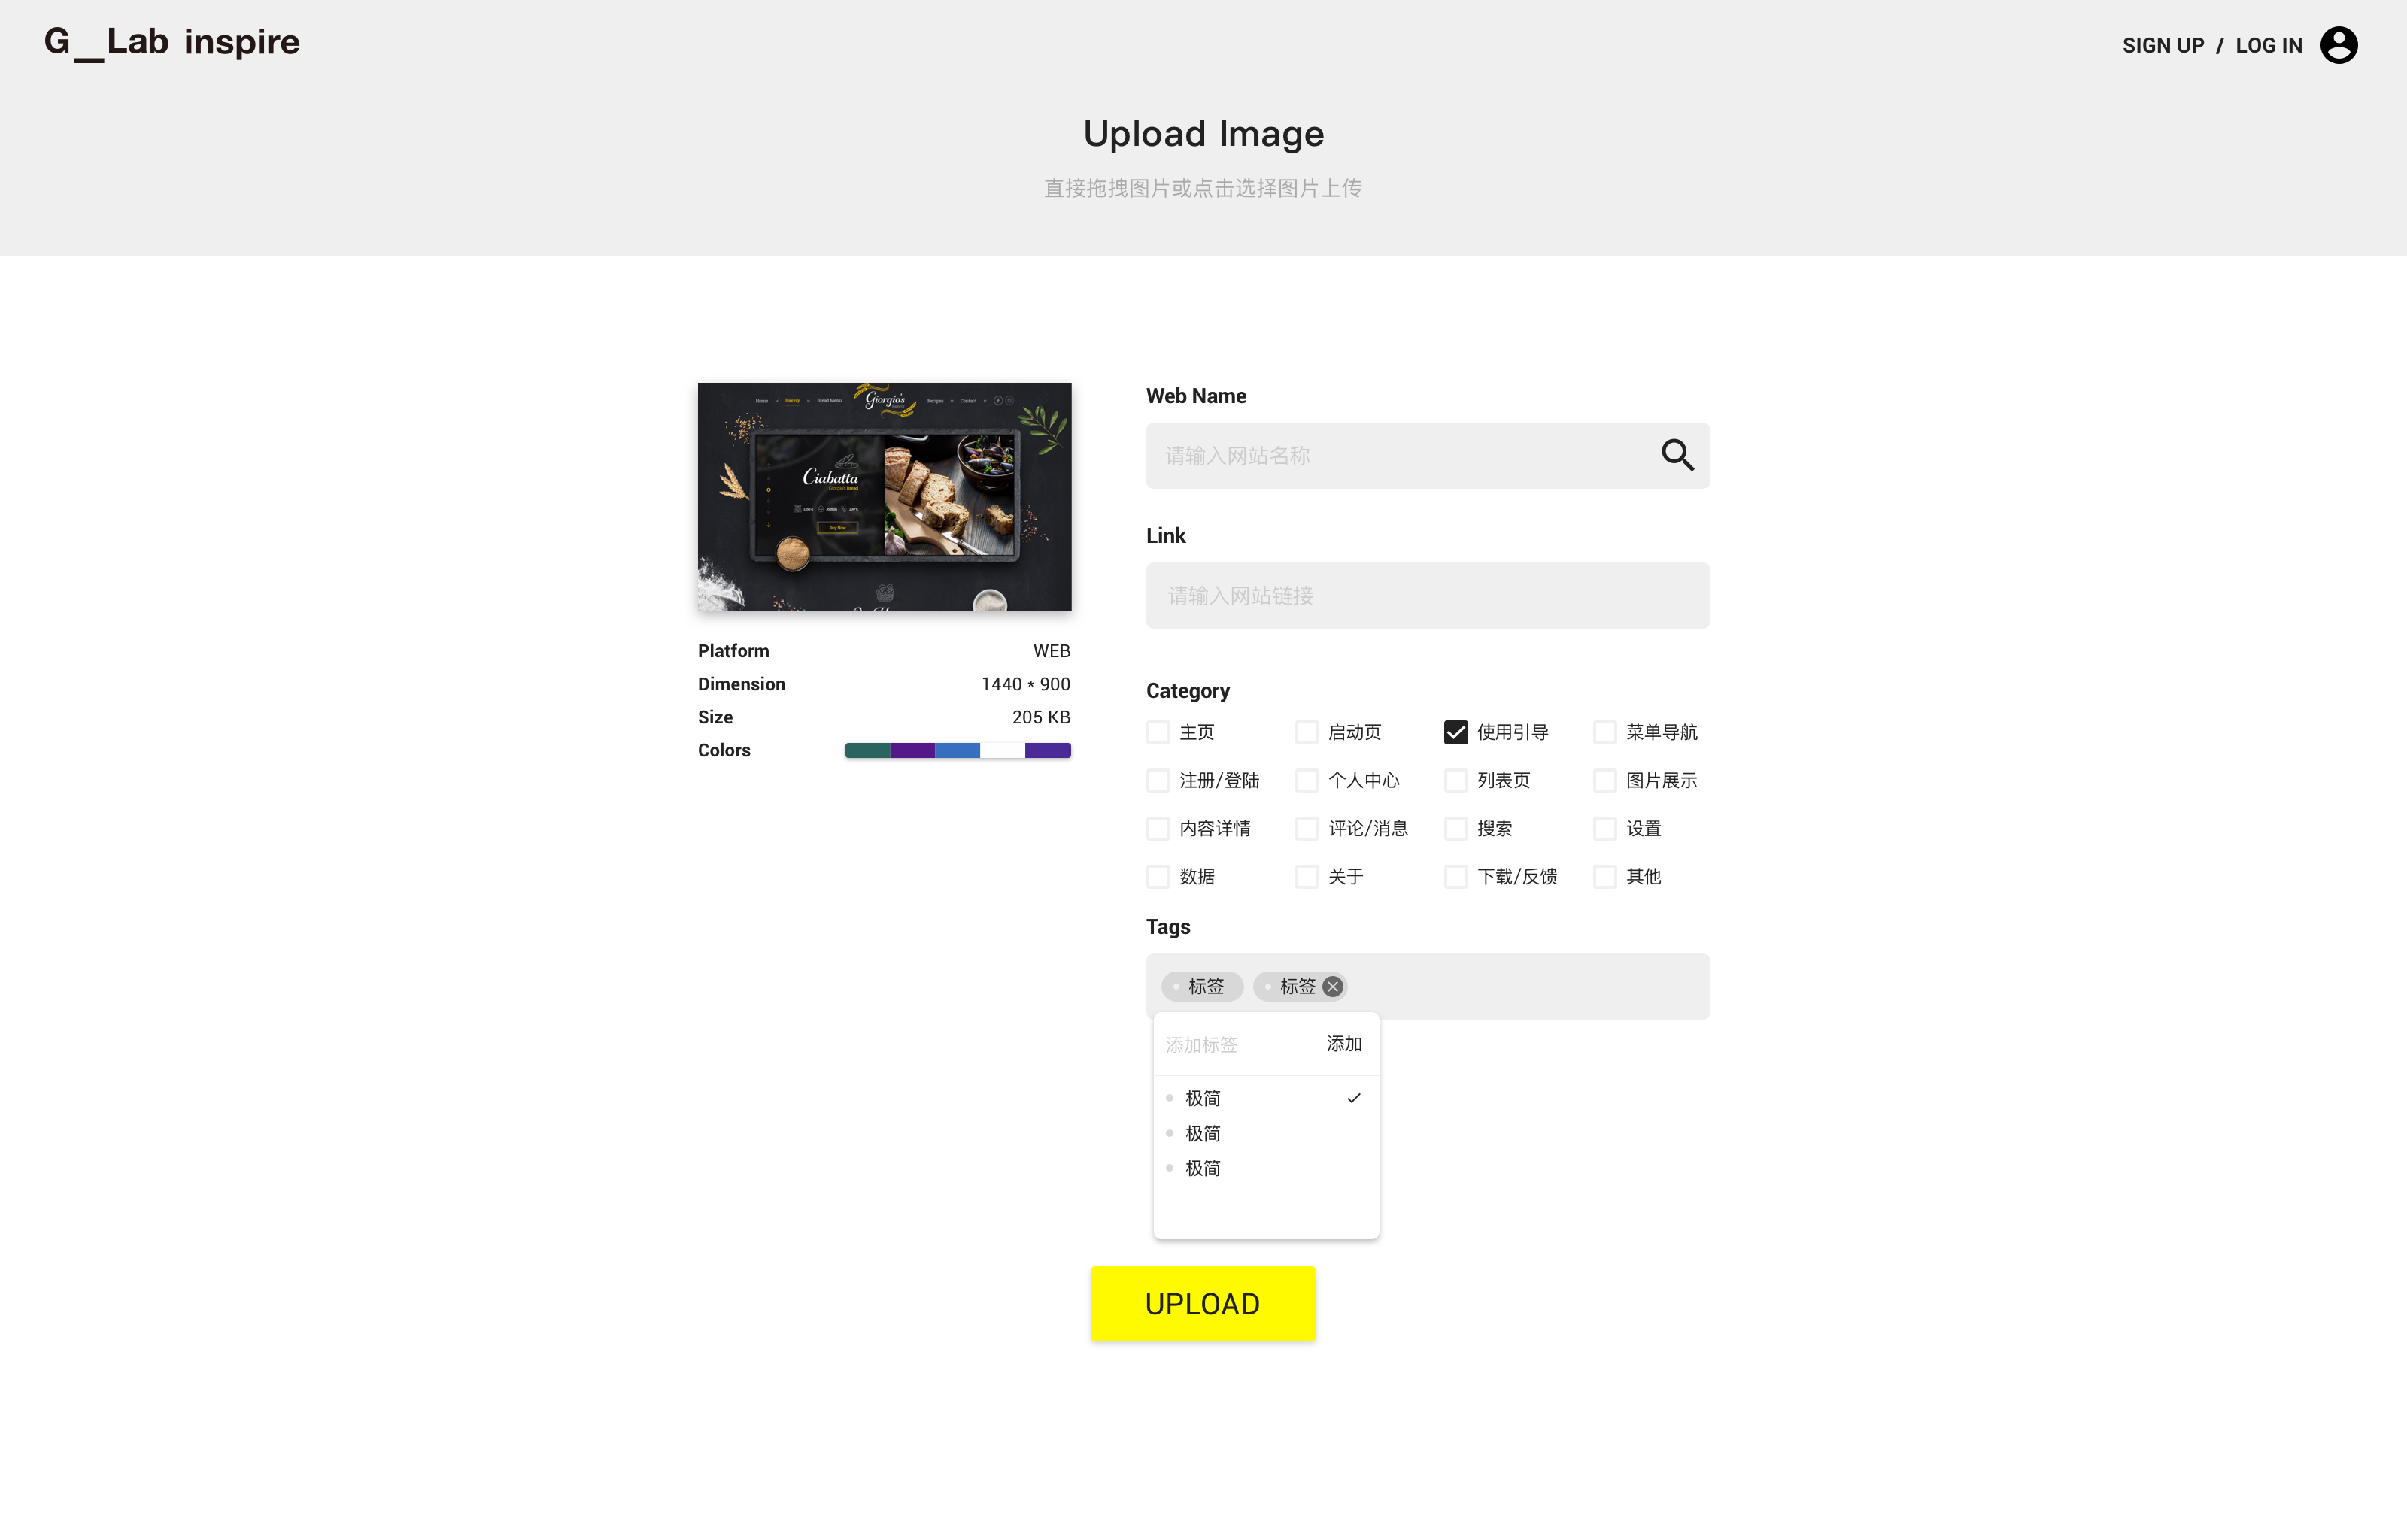 G__Lab inspire
SIGN UP / LOG IN
Upload Image
直接拖拽图片或点击选择图片上传
Home
Bakery
Bread Menu
Giorgio's
Recipes
Contact
Ciabatta
Giorgio's Bread
Buy Now
Platform WEB
Dimension 1440 * 900
Size 205 KB
Colors
Web Name
请输入网站名称
Link
请输入网站链接
Category
主页 启动页 使用引导 菜单导航
注册/登陆 个人中心 列表页 图片展示
内容详情 评论/消息 搜索 设置
数据 关于 下载/反馈 其他
Tags
标签 标签
添加标签 添加
极简
极简
极简
UPLOAD